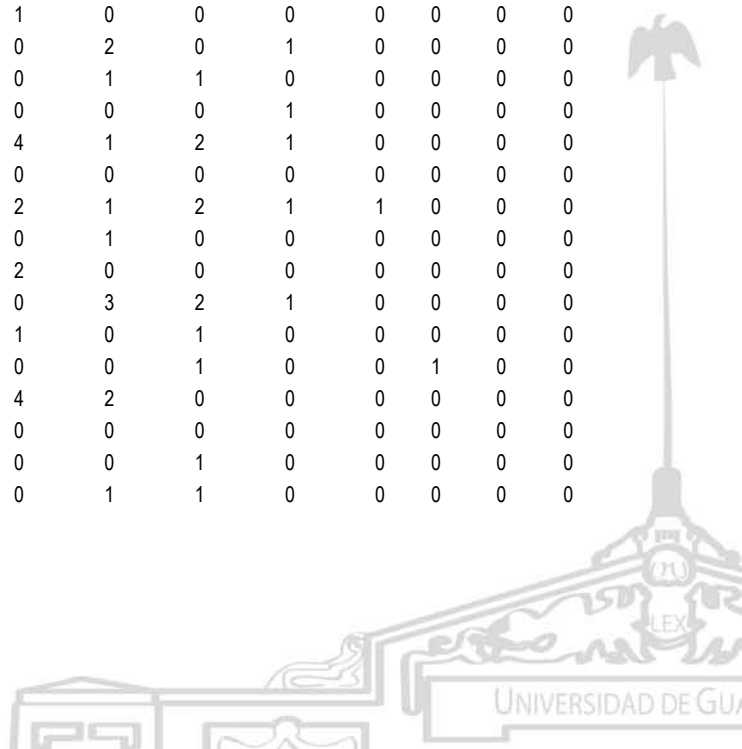 1 0 0 0 0 0 0 0
0 2 0 1 0 0 0 0
0 1 1 0 0 0 0 0
0 0 0 1 0 0 0 0
4 1 2 1 0 0 0 0
0 0 0 0 0 0 0 0
2 1 2 1 1 0 0 0
0 1 0 0 0 0 0 0
2 0 0 0 0 0 0 0
0 3 2 1 0 0 0 0
1 0 1 0 0 0 0 0
0 0 1 0 0 1 0 0
4 2 0 0 0 0 0 0
0 0 0 0 0 0 0 0
0 0 1 0 0 0 0 0
0 1 1 0 0 0 0 0
LEX
UNIVERSIDAD DE